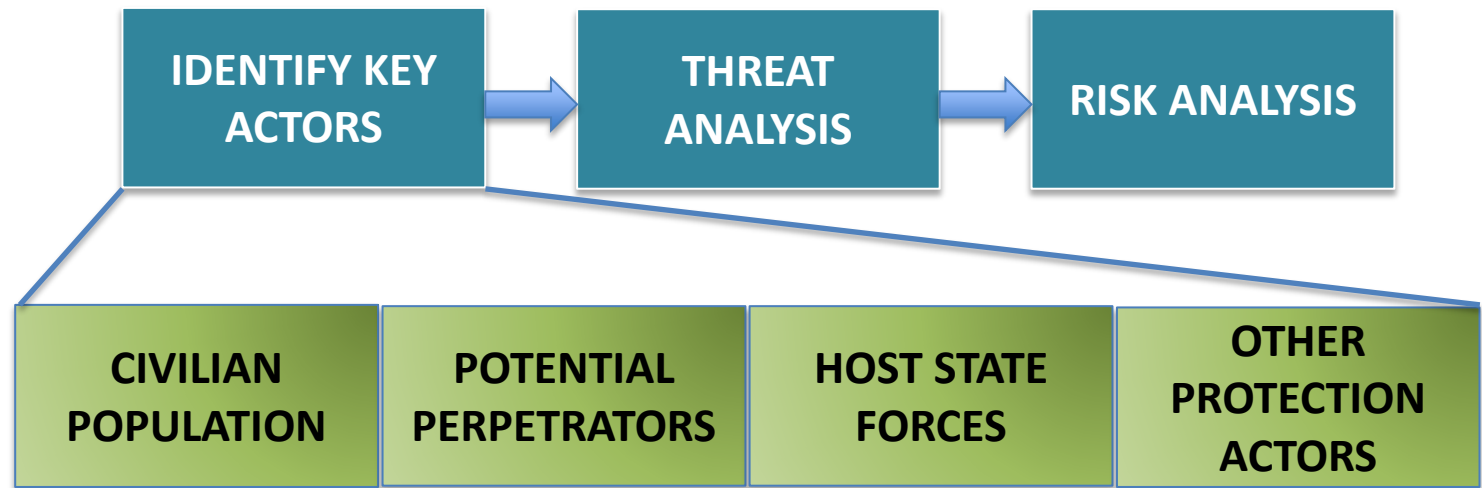 IDENTIFY KEY
ACTORS
THREAT
ANALYSIS
RISK ANALYSIS
CIVILIAN
POPULATION
POTENTIAL
PERPETRATORS
HOST STATE
FORCES
OTHER
PROTECTION
ACTORS